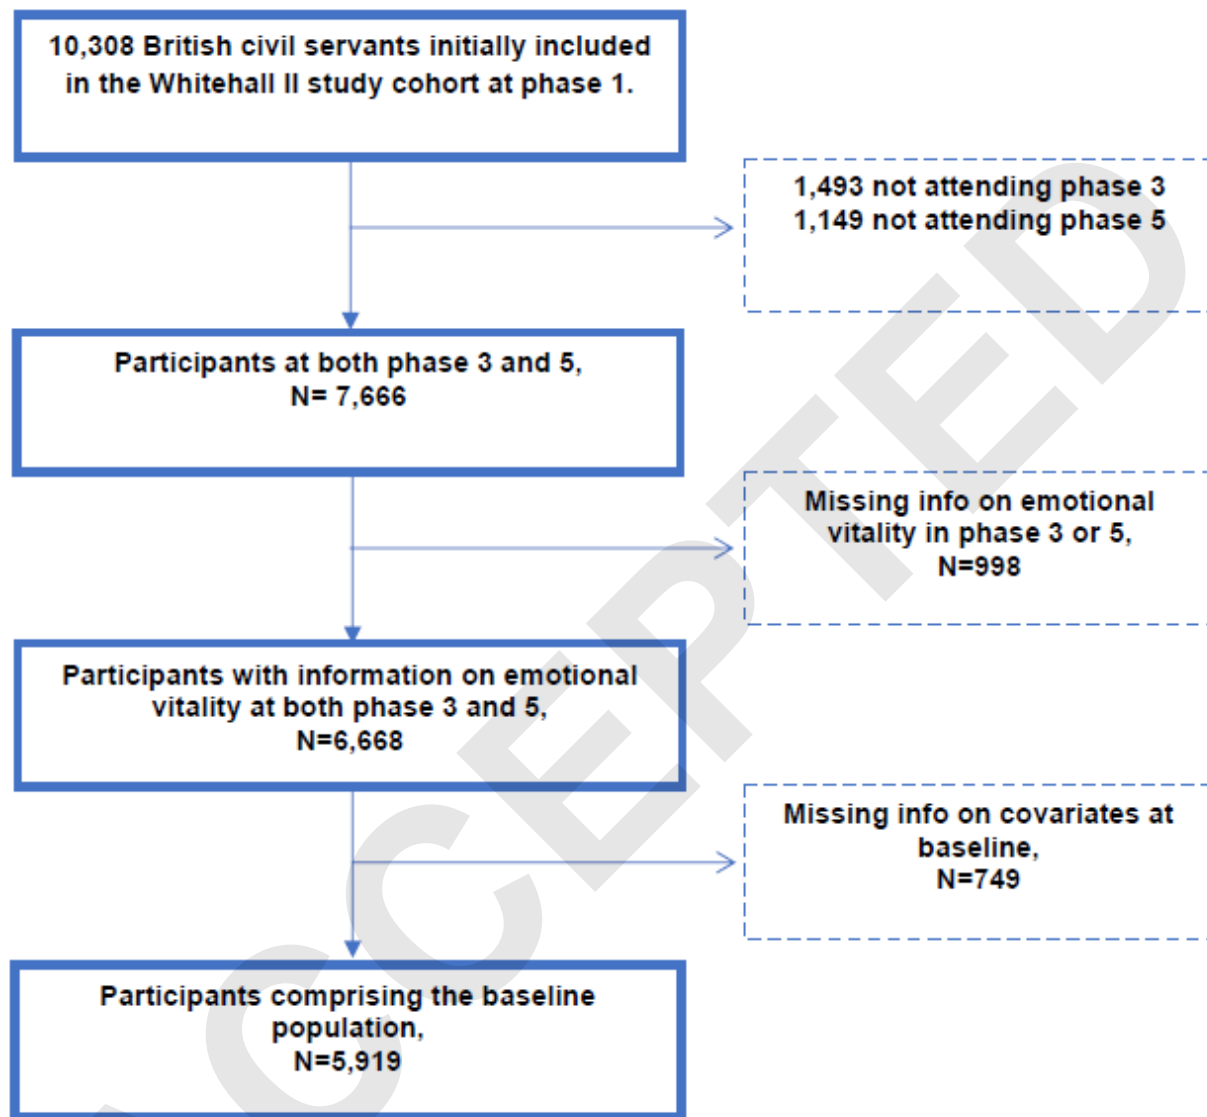 10,308 British civil servants initially included
in the Whitehall II study cohort at phase 1.
1,493 not attending phase 3
1,149 not attending phase 5
Participants at both phase 3 and 5,
N= 7,666
Missing info on emotional
vitality in phase 3 or 5,
N=998
Participants with information on emotional
vitality at both phase 3 and 5,
N=6,668
Missing info on covariates at
baseline,
N=749
Participants comprising the baseline
population,
N=5,919
ACCEPTED